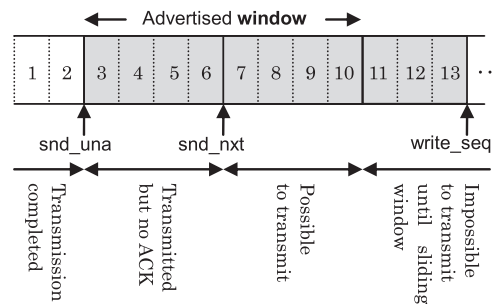 Advertised window
1 2 3 4 5 6 7 8 9 10 11 12 13 ..
snd_una
snd_nxt
write_seq
Transmission
completed
Transmitted
but no ACK
Possible
to transmit
Impossible
to transmit
until sliding
window